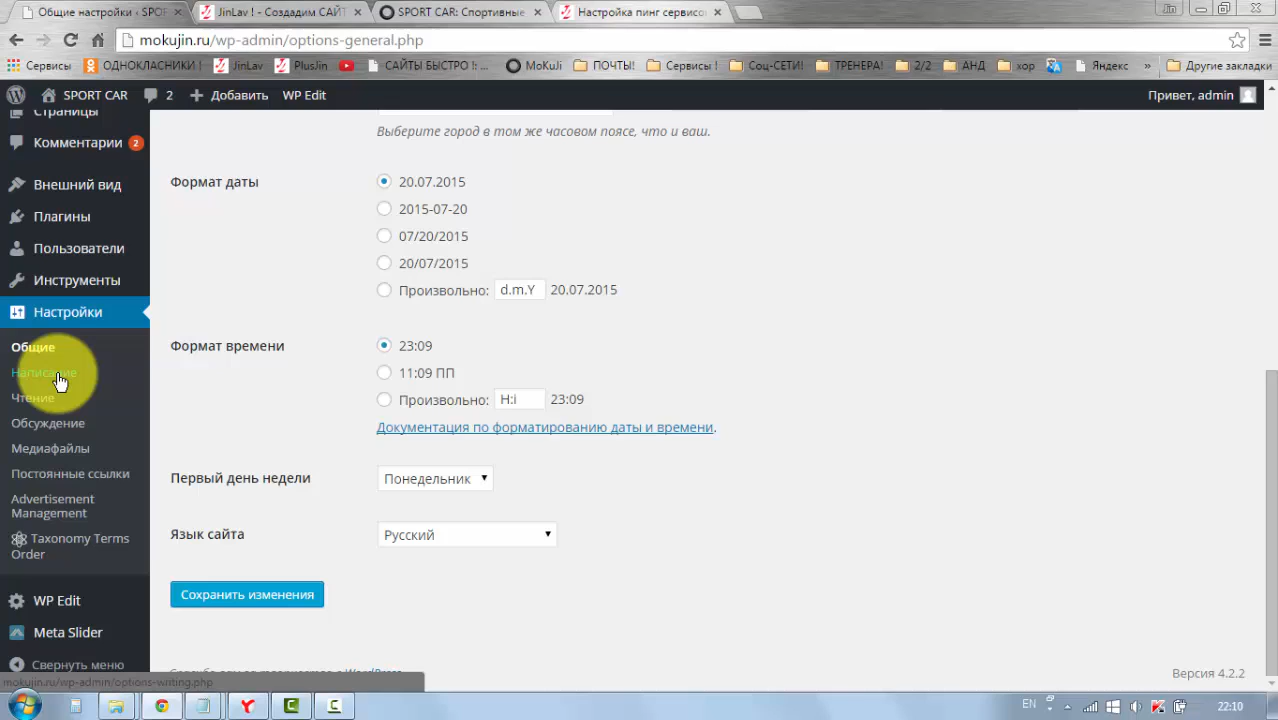 Общие настройки ‹ SPO
JinLav ! - Создадим САЙТ
SPORT CAR: Спортивные
Настройка пинг сервисо
mokujin.ru/wp-admin/options-general.php
Сервисы
ОДНОКЛАСНИКИ !
JinLav
PlusJin
САЙТЫ БЫСТРО !: ...
MoKuJi
ПОЧТЫ!
Сервисы !
Соц-СЕТИ!
ТРЕНЕРА!
2/2
АНД
хор
Яндекс
»
Другие закладки
SPORT CAR
2
Добавить
WP Edit
Привет, admin
Страницы
Комментарии 2
Внешний вид
Плагины
Пользователи
Инструменты
Настройки
Общие
Написание
Чтение
Обсуждение
Медиафайлы
Постоянные ссылки
Advertisement
Management
Taxonomy Terms
Order
WP Edit
Meta Slider
Свернуть меню
Выберите город в том же часовом поясе, что и ваш.
Формат даты
20.07.2015
2015-07-20
07/20/2015
20/07/2015
Произвольно: d.m.Y 20.07.2015
Формат времени
23:09
11:09 ПП
Произвольно: H:i 23:09
Документация по форматированию даты и времени.
Первый день недели
Понедельник
Язык сайта
Русский
Сохранить изменения
Версия 4.2.2
mokujin.ru/wp-admin/options-writing.php
EN
22:10